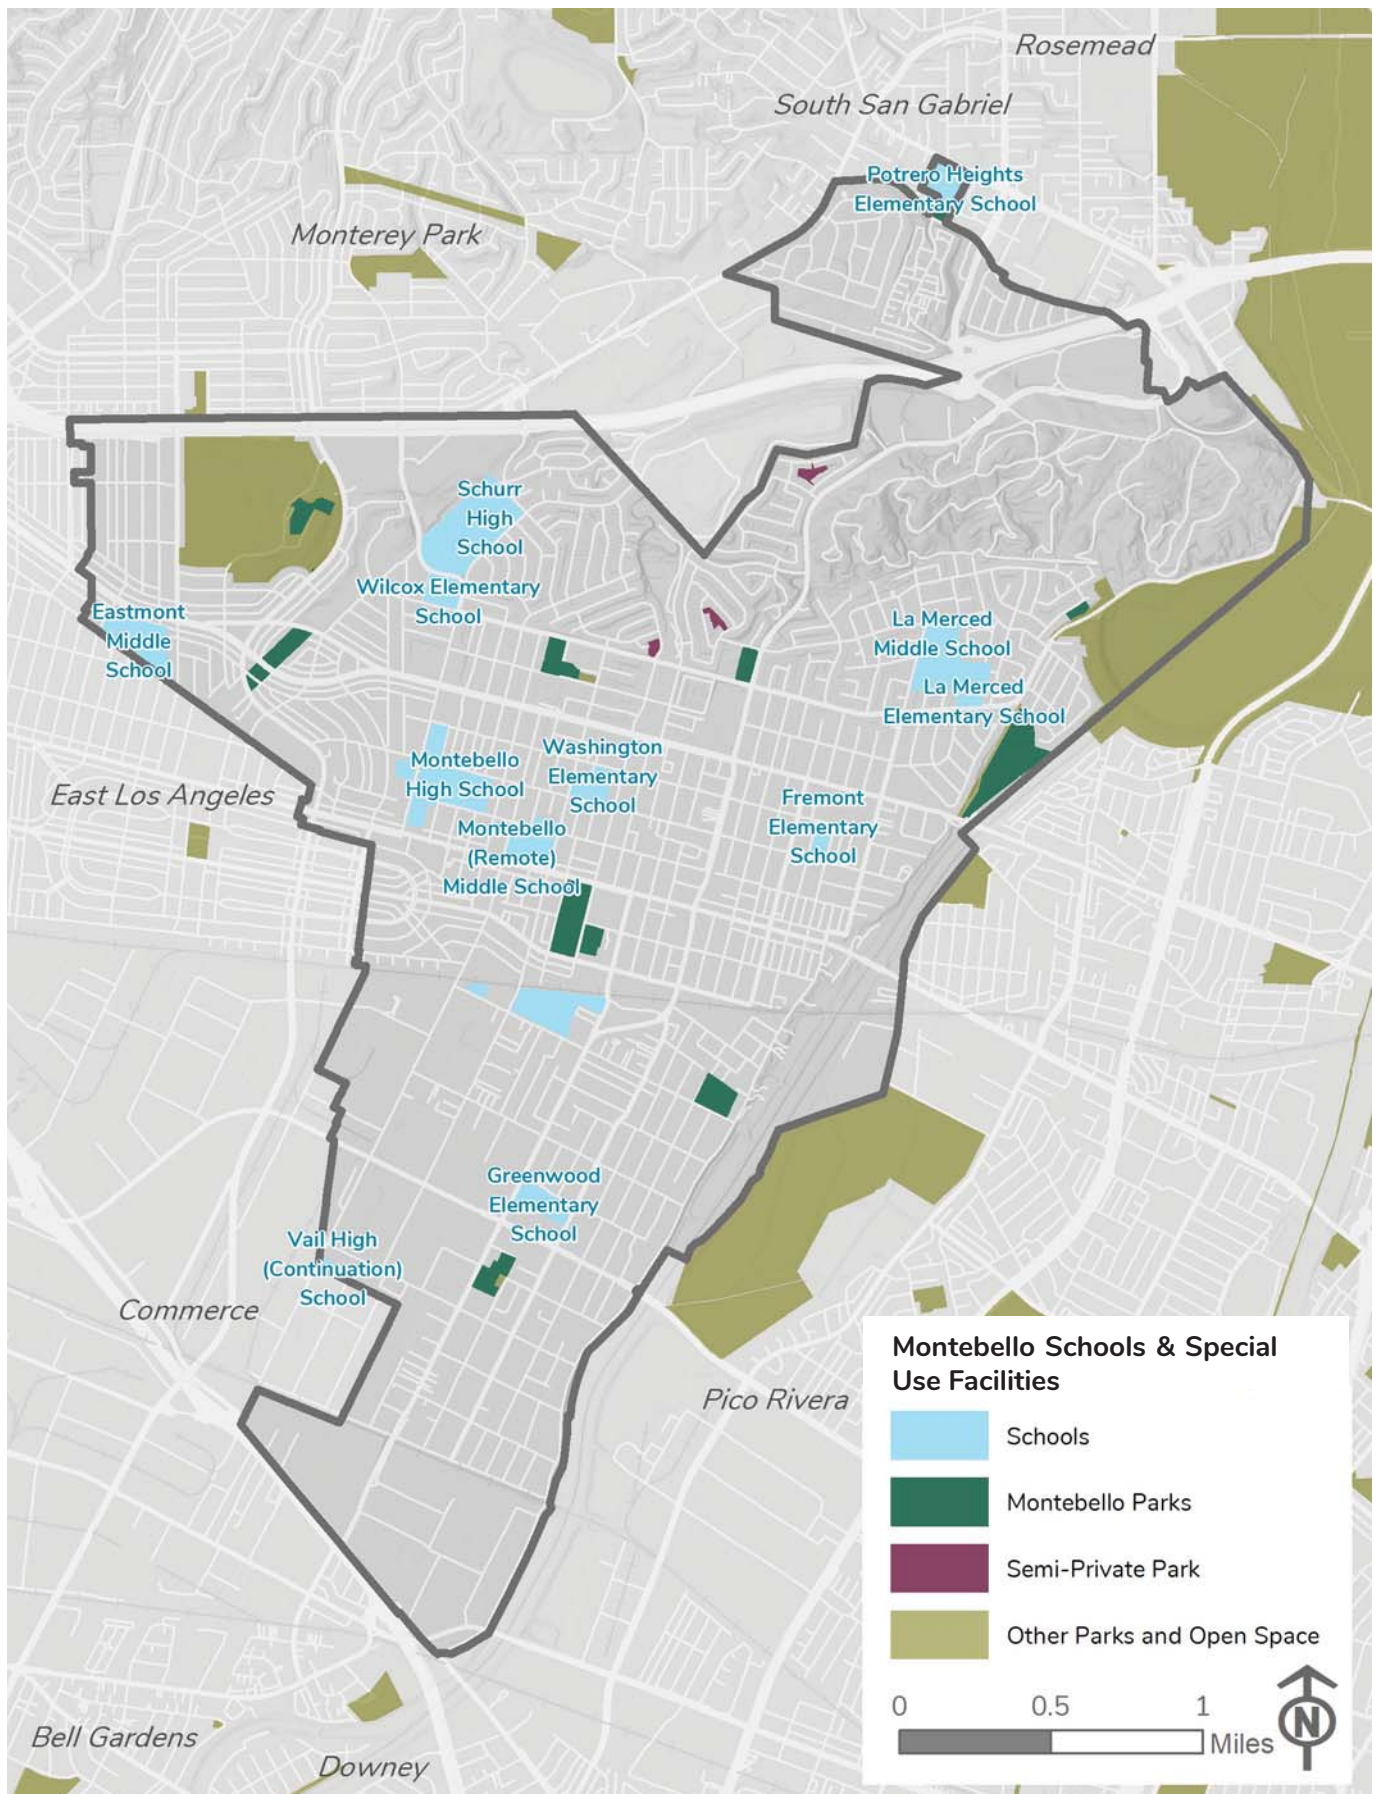 Rosemead
South San Gabriel
Potrero Heights
Elementary School
Monterey Park
Schurr
High
School
Wilcox Elementary
School
Eastmont
Middle
School
La Merced
Middle School
La Merced
Elementary School
Montebello
High School
Washington
Elementary
School
East Los Angeles
Fremont
Elementary
School
Montebello
(Remote)
Middle School
Greenwood
Elementary
School
Vail High
(Continuation)
School
Commerce
Pico Rivera
Montebello Schools & Special
Use Facilities
Schools
Montebello Parks
Semi-Private Park
Other Parks and Open Space
0 0.5 1
Miles
N
Bell Gardens
Downey